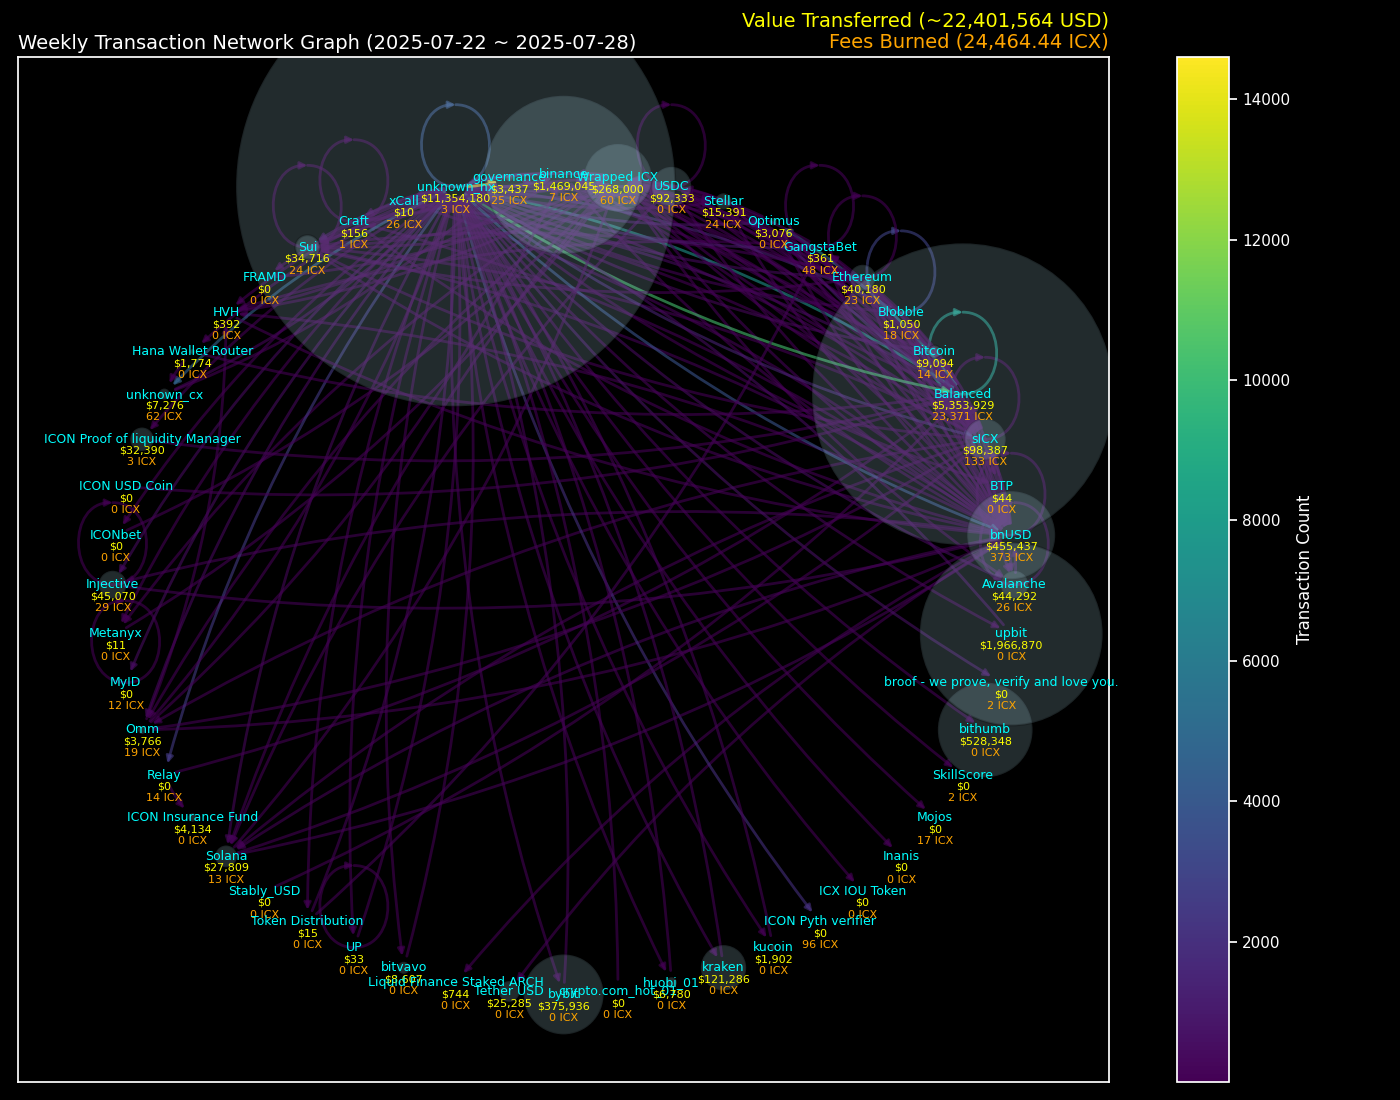 Value Transferred (~22,401,564 USD)
Weekly Transaction Network Graph (2025-07-22 ~ 2025-07-28)
Fees Burned (24,464.44 ICX)
unknown_hx
$11,354,180
3 ICX
governance
$3,437
25 ICX
binance
$1,469,045
7 ICX
Wrapped ICX
$268,000
60 ICX
USDC
$92,333
0 ICX
Stellar
$15,391
24 ICX
Optimus
$3,076
0 ICX
GangstaBet
$361
48 ICX
Ethereum
$40,180
23 ICX
Blobble
$1,050
18 ICX
Bitcoin
$9,094
14 ICX
Balanced
$5,353,929
23,371 ICX
sICX
$98,387
133 ICX
BTP
$44
0 ICX
bnUSD
$455,437
373 ICX
Avalanche
$44,292
26 ICX
upbit
$1,966,870
0 ICX
broof - we prove, verify and love you.
$0
2 ICX
bithumb
$528,348
0 ICX
SkillScore
$0
2 ICX
Mojos
$0
17 ICX
Inanis
$0
0 ICX
ICX IOU Token
$0
0 ICX
ICON Pyth verifier
$0
96 ICX
kucoin
$1,902
0 ICX
kraken
$121,286
0 ICX
huobi_01
0 ICX
$0
0 ICX
bybit
$375,936
0 ICX
Tether USD
$25,285
0 ICX
Liquid Finance Staked ARCH
$744
0 ICX
bitvavo
0 ICX
UP
$33
0 ICX
Token Distribution
$15
0 ICX
Stably_USD
$0
0 ICX
Solana
$27,809
13 ICX
ICON Insurance Fund
$4,134
0 ICX
Relay
$0
14 ICX
Omm
$3,766
19 ICX
MyID
$0
12 ICX
Metanyx
$11
0 ICX
Injective
$45,070
29 ICX
ICONbet
$0
0 ICX
ICON USD Coin
$0
0 ICX
ICON Proof of liquidity Manager
$32,390
3 ICX
unknown_cx
$7,276
62 ICX
Hana Wallet Router
$1,774
0 ICX
HVH
$392
0 ICX
FRAMD
$0
0 ICX
Sui
$34,716
24 ICX
Craft
$156
1 ICX
xCall
$10
26 ICX
14000
12000
10000
8000
6000
4000
2000
Transaction Count